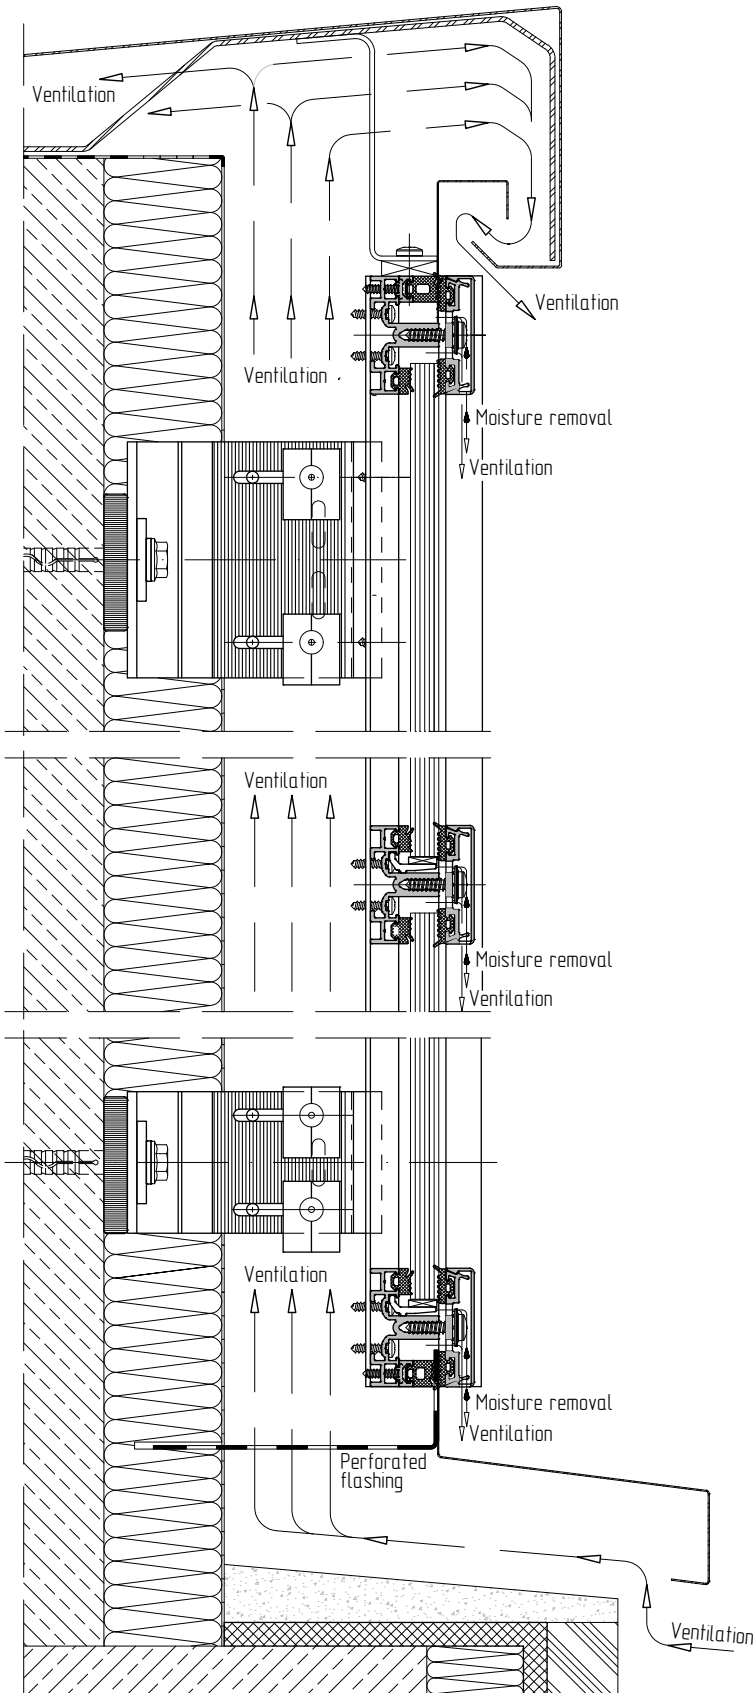 Ventilation
Ventilation
Ventilation
Moisture removal
Ventilation
Ventilation
Moisture removal
Ventilation
Ventilation
Moisture removal
Ventilation
Perforated
flashing
Ventilation